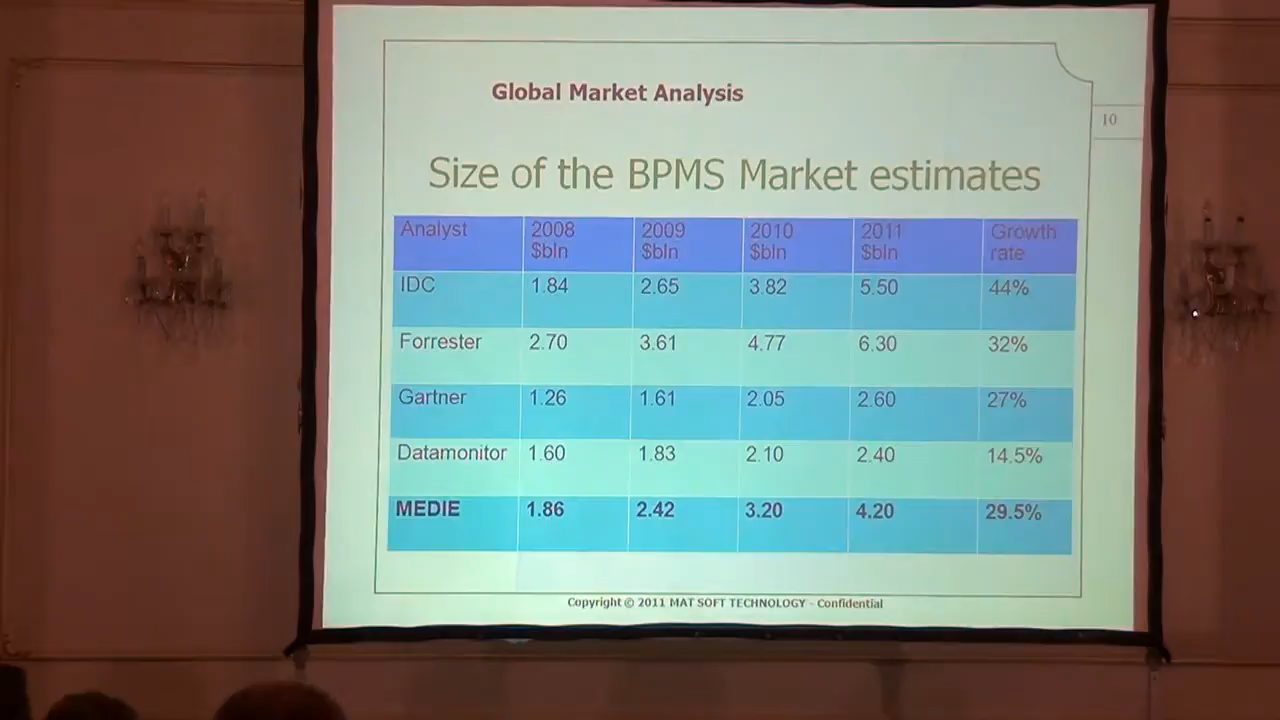 Global Market Analysis
10
Size of the BPMS Market estimates
Analyst 2008 $bln 2009 $bln 2010 $bln 2011 $bln Growth rate
IDC 1.84 2.65 3.82 5.50 44%
Forrester 2.70 3.61 4.77 6.30 32%
Gartner 1.26 1.61 2.05 2.60 27%
Datamonitor 1.60 1.83 2.10 2.40 14.5%
MEDIE 1.86 2.42 3.20 4.20 29.5%
Copyright © 2011 MAT SOFT TECHNOLOGY - Confidential